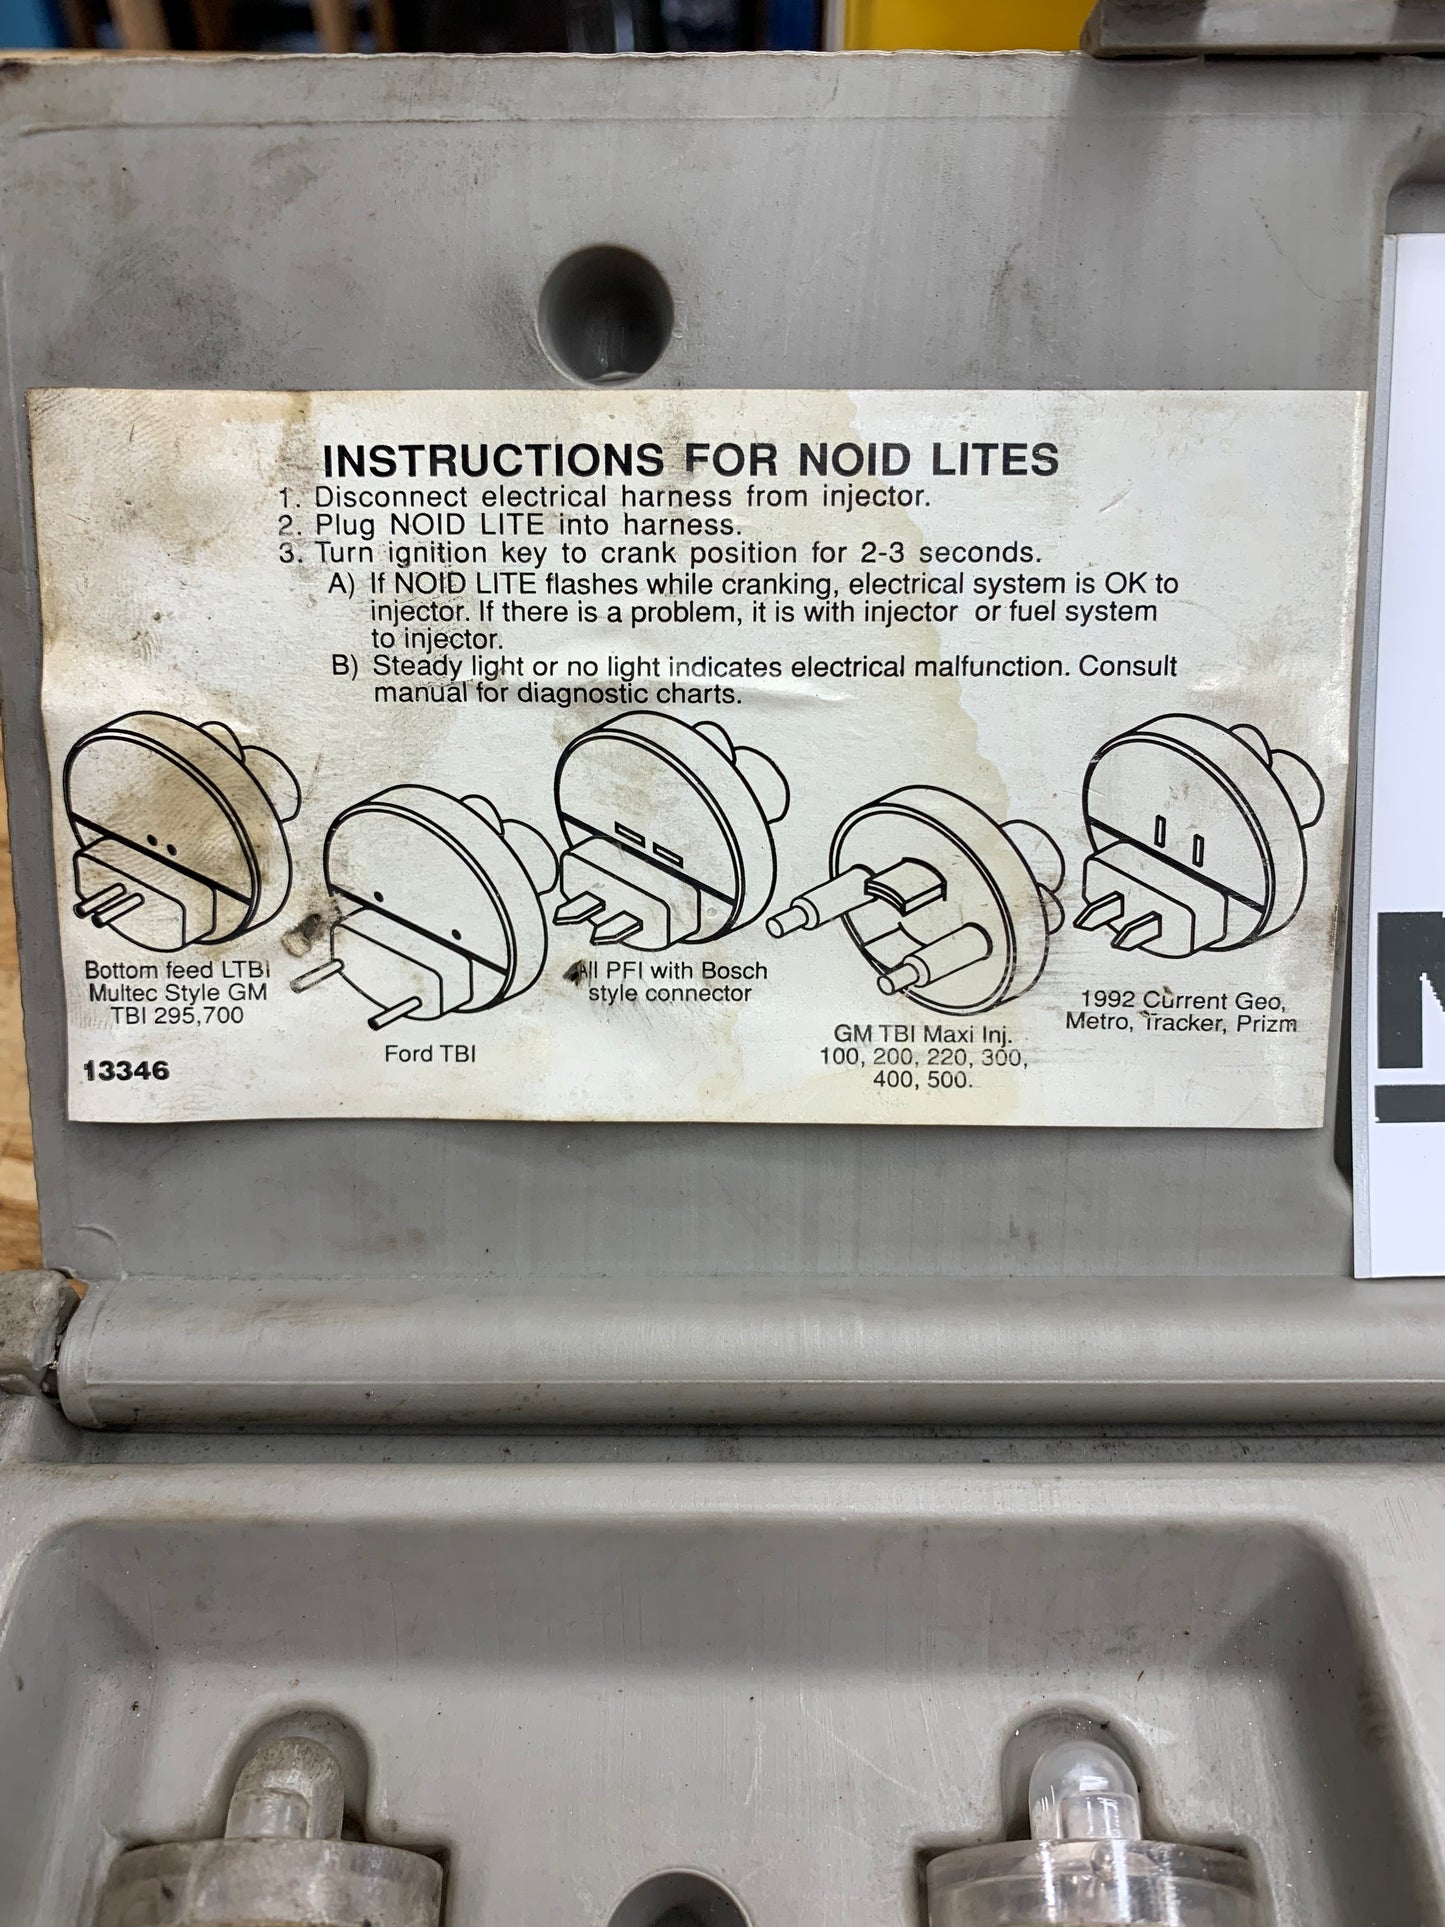 INSTRUCTIONS FOR NOID LITES
1. Disconnect electrical harness from injector.
2. Plug NOID LITE into harness.
3. Turn ignition key to crank position for 2-3 seconds.
A) If NOID LITE flashes while cranking, electrical system is OK to
injector. If there is a problem, it is with injector or fuel system
to injector.
B) Steady light or no light indicates electrical malfunction. Consult
manual for diagnostic charts.
Bottom feed LTBI
Multec Style GM
TBI 295,700
13346
Ford TBI
All PFI with Bosch
style connector
GM TBI Maxi Inj.
100, 200, 220, 300,
400, 500.
1992 Current Geo,
Metro, Tracker, Prizm